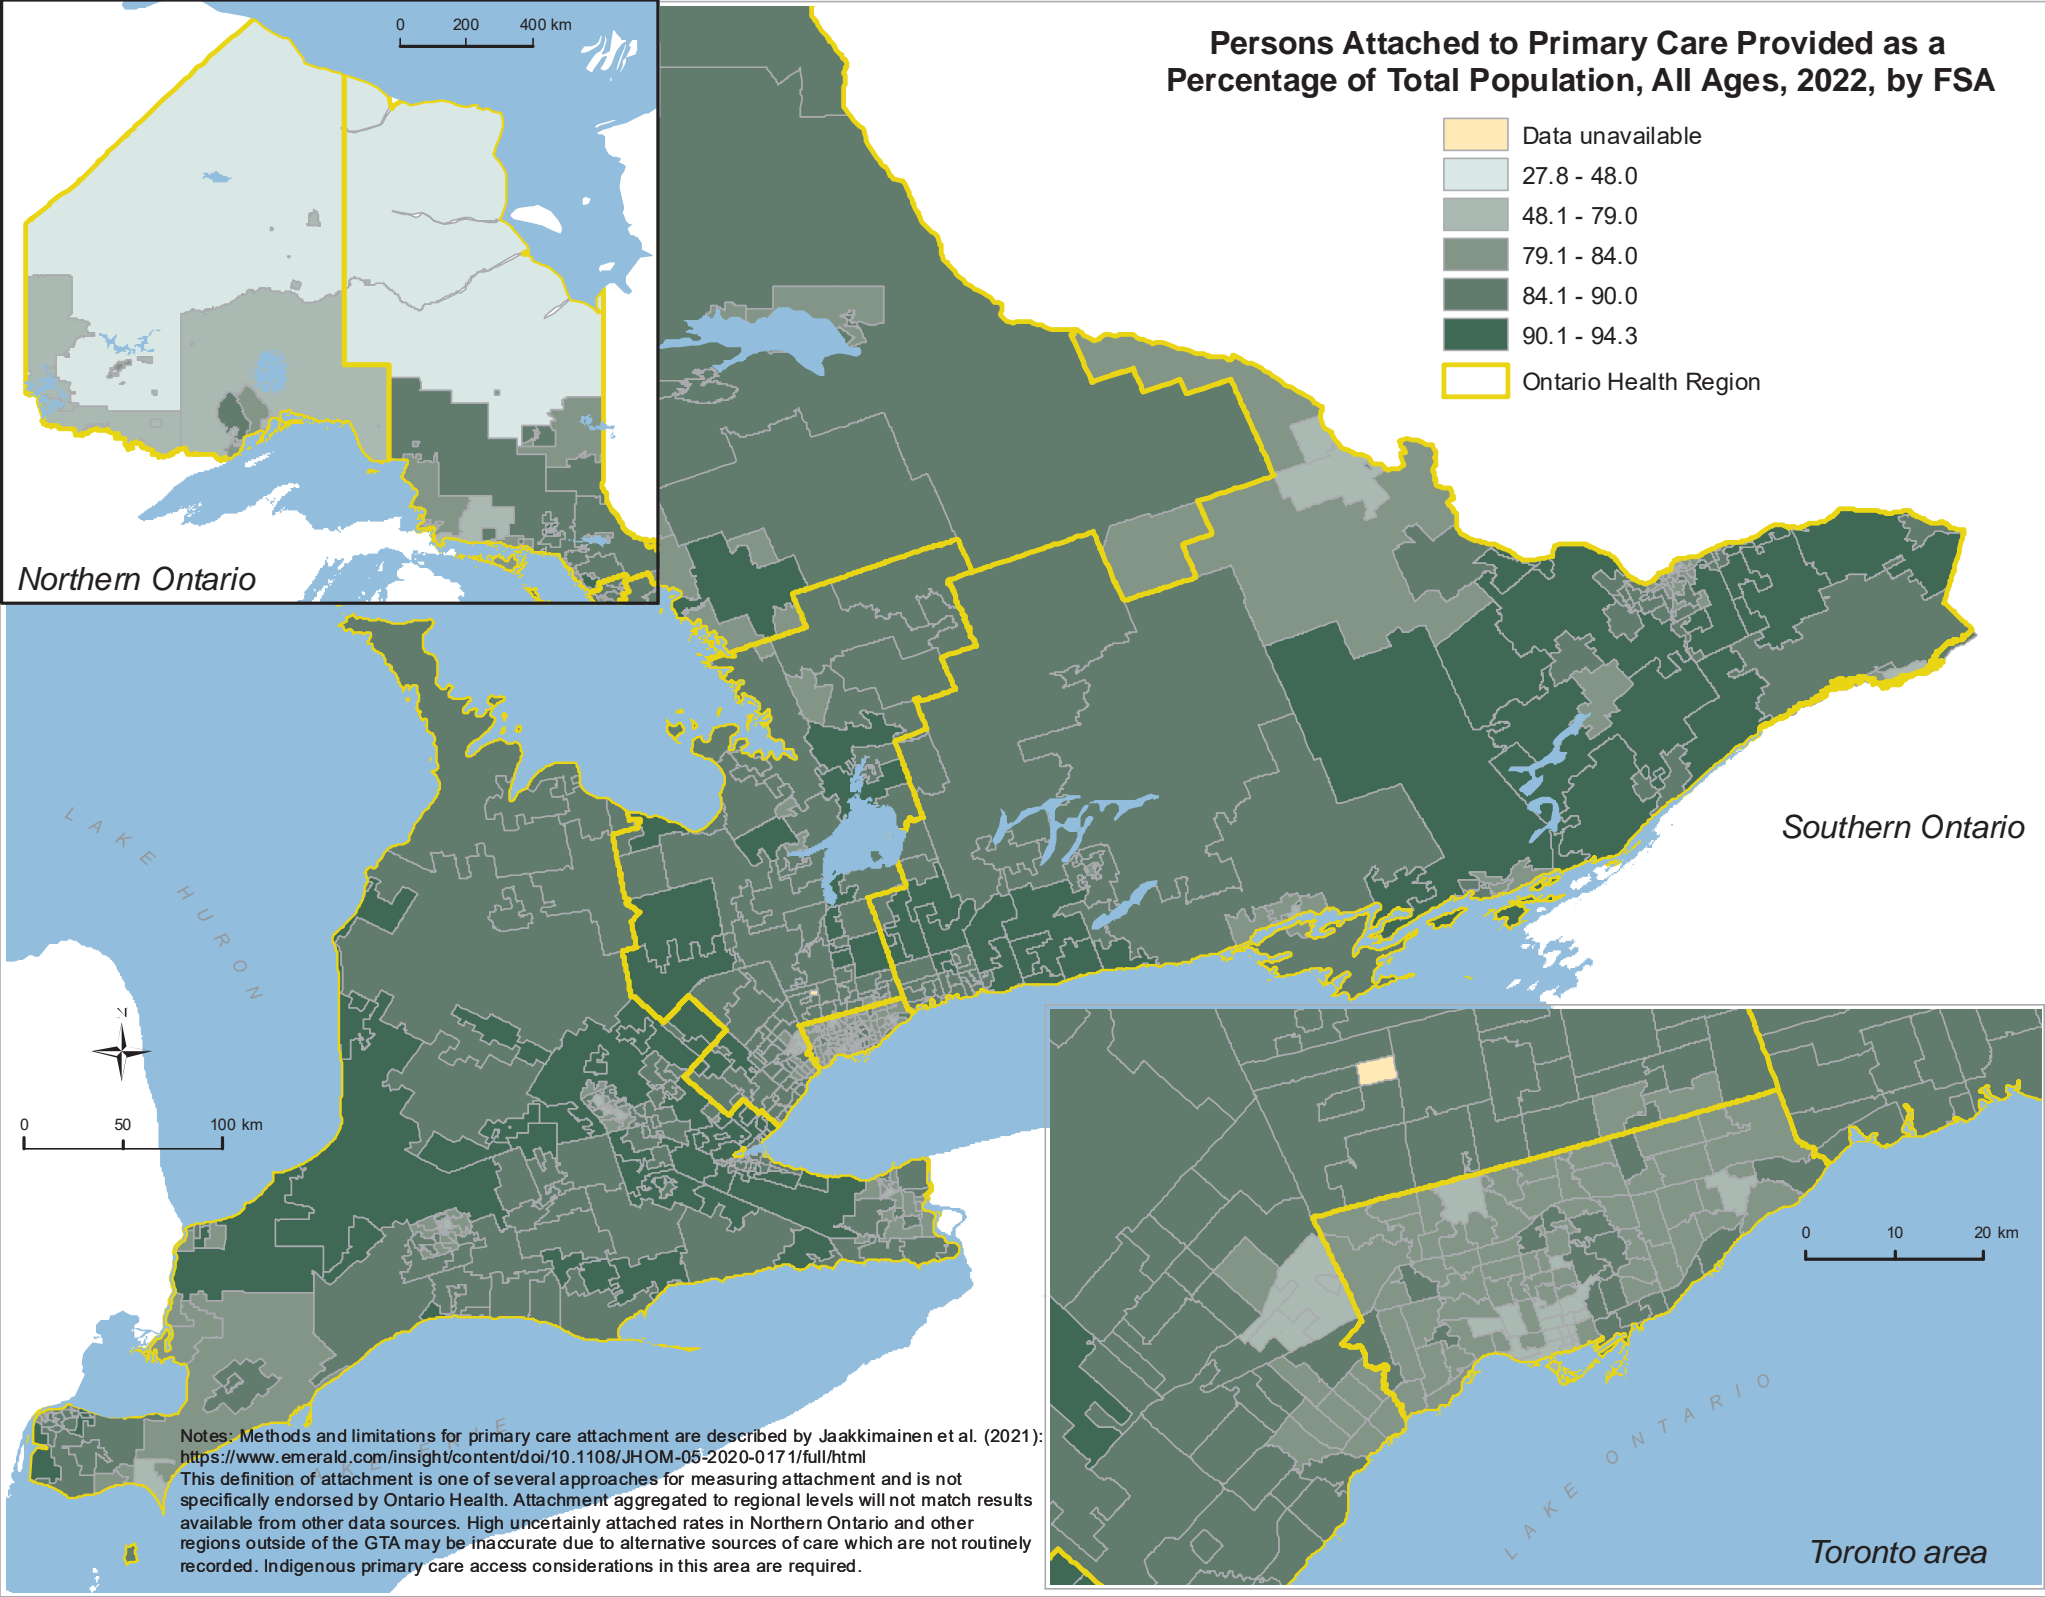 Persons Attached to Primary Care Provided as a
Percentage of Total Population, All Ages, 2022, by FSA
Data unavailable
27.8 - 48.0
48.1 - 79.0
79.1 - 84.0
84.1 - 90.0
90.1 - 94.3
Ontario Health Region
0 200 400 km
Northern Ontario
Southern Ontario
LAKE HURON
N
0 50 100 km
LAKE ERIE
Notes: Methods and limitations for primary care attachment are described by Jaakkimainen et al. (2021):
https://www.emerald.com/insight/content/doi/10.1108/JHOM-05-2020-0171/full/html
This definition of attachment is one of several approaches for measuring attachment and is not
specifically endorsed by Ontario Health. Attachment aggregated to regional levels will not match results
available from other data sources. High uncertainly attached rates in Northern Ontario and other
regions outside of the GTA may be inaccurate due to alternative sources of care which are not routinely
recorded. Indigenous primary care access considerations in this area are required.
0 10 20 km
LAKE ONTARIO
Toronto area